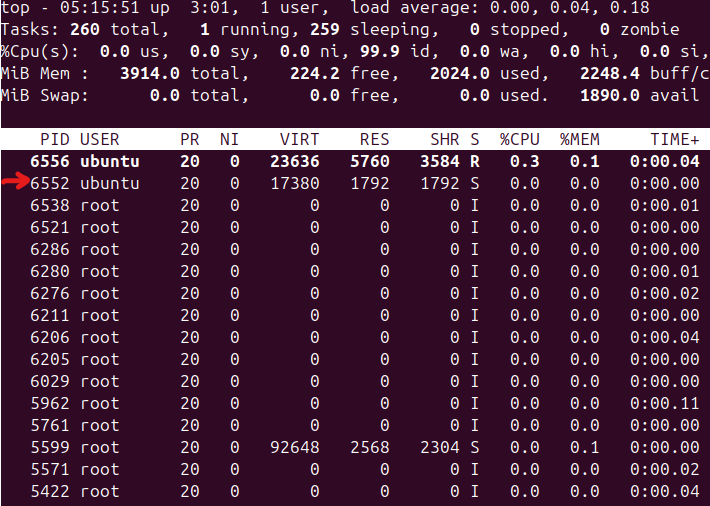 top - 05:15:51 up  3:01,  1 user,  load average: 0.00, 0.04, 0.18
Tasks: 260 total,   1 running, 259 sleeping,   0 stopped,   0 zombie
%Cpu(s):  0.0 us,  0.0 sy,  0.0 ni, 99.9 id,  0.0 wa,  0.0 hi,  0.0 si,
MiB Mem :   3914.0 total,    224.2 free,   2024.0 used,   2248.4 buff/c
MiB Swap:      0.0 total,      0.0 free,      0.0 used.   1890.0 avail
PID USER      PR  NI    VIRT    RES    SHR S  %CPU  %MEM     TIME+
6556 ubuntu    20   0   23636   5760   3584 R   0.3   0.1   0:00.04
6552 ubuntu    20   0   17380   1792   1792 S   0.0   0.0   0:00.00
6538 root      20   0       0      0      0 I   0.0   0.0   0:00.01
6521 root      20   0       0      0      0 I   0.0   0.0   0:00.00
6286 root      20   0       0      0      0 I   0.0   0.0   0:00.00
6280 root      20   0       0      0      0 I   0.0   0.0   0:00.01
6276 root      20   0       0      0      0 I   0.0   0.0   0:00.02
6211 root      20   0       0      0      0 I   0.0   0.0   0:00.00
6206 root      20   0       0      0      0 I   0.0   0.0   0:00.04
6205 root      20   0       0      0      0 I   0.0   0.0   0:00.00
6029 root      20   0       0      0      0 I   0.0   0.0   0:00.00
5962 root      20   0       0      0      0 I   0.0   0.0   0:00.11
5761 root      20   0       0      0      0 I   0.0   0.0   0:00.00
5599 root      20   0   92648   2568   2304 S   0.0   0.1   0:00.00
5571 root      20   0       0      0      0 I   0.0   0.0   0:00.02
5422 root      20   0       0      0      0 I   0.0   0.0   0:00.04